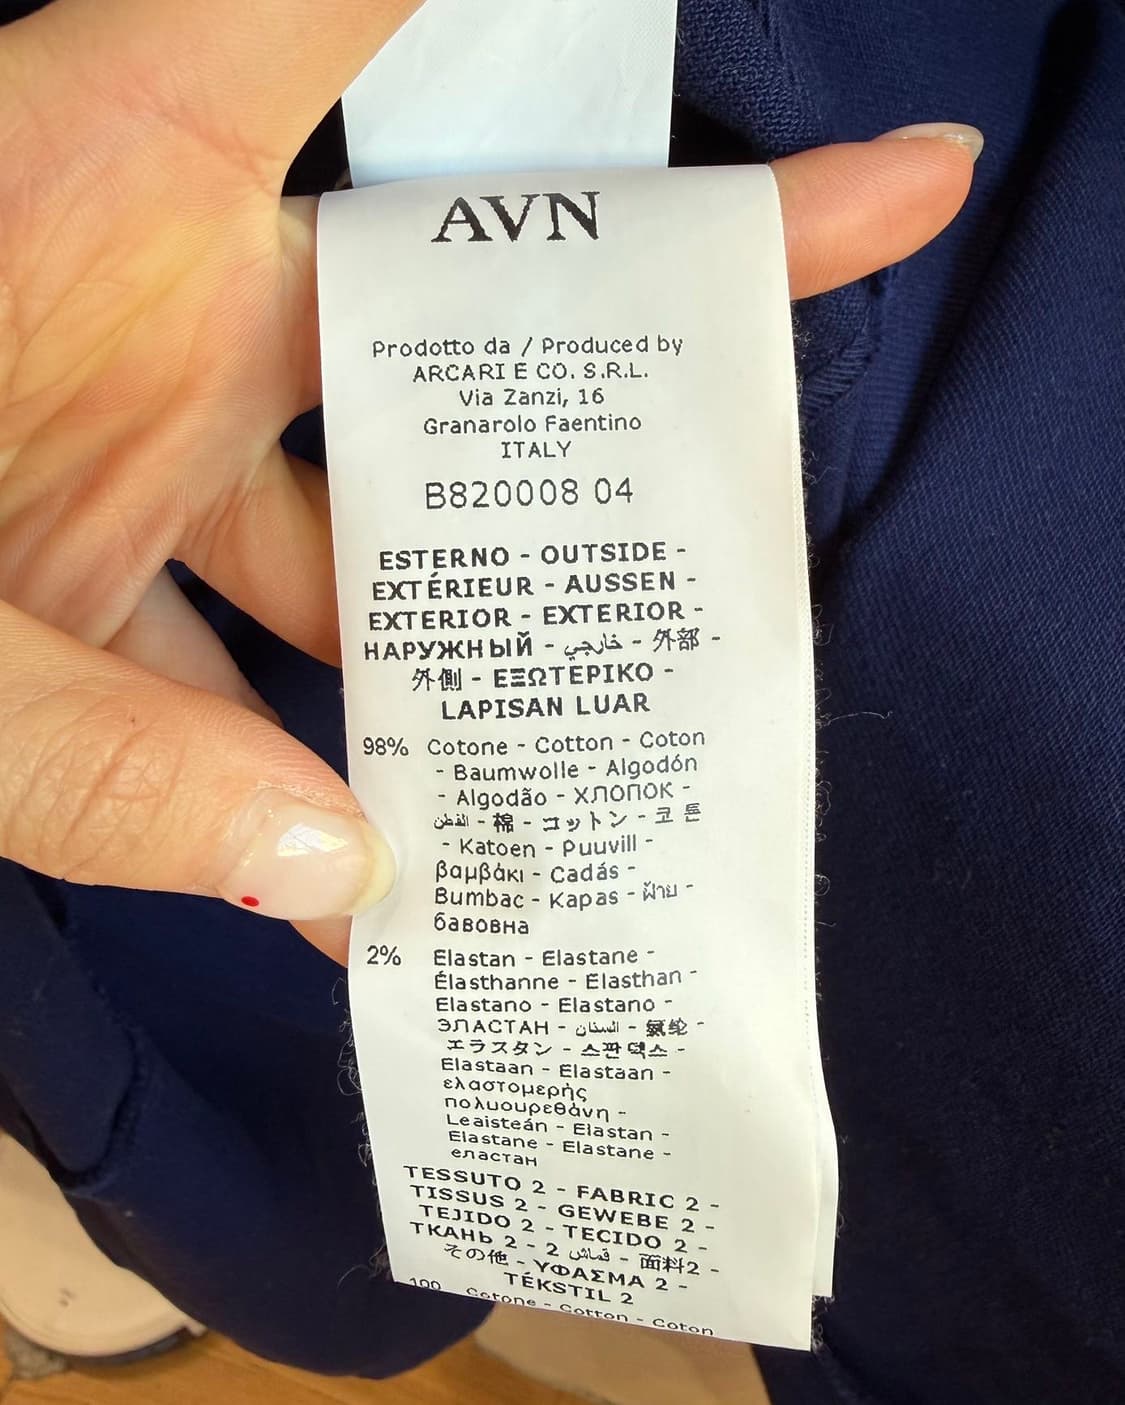 AVN
Prodotto da / Produced by
ARCARI E CO. S.R.L.
Via Zanzi, 16
Granarolo Faentino
ITALY
B820008 04
ESTERNO - OUTSIDE -
EXTÉRIEUR - AUSSEN -
EXTERIOR - EXTERIOR -
НАРУЖНЫЙ - خارجي - 外部 -
外側 - ΕΞΩΤΕΡΙΚΟ -
LAPISAN LUAR
98% Cotone - Cotton - Coton
- Baumwolle - Algodón
- Algodão - ХЛОПОК -
القطن - 棉 - コットン - 코튼
- Katoen - Puuvill -
βαμβάκι - Cadás -
Bumbac - Kapas - ฝ้าย -
бавовна
2% Elastan - Elastane -
Élasthanne - Elasthan -
Elastano - Elastano -
ЭЛАСТАН - السنان - 氨纶 -
エラスタン - 스판덱스 -
Elastaan - Elastaan -
ελαστομερής
πολυουρεθάνη -
Leaisteán - Elastan -
Elastane - Elastane -
еластан
TESSUTO 2 - FABRIC 2 -
TISSUS 2 - GEWEBE 2 -
TEJIDO 2 - TECIDO 2 -
ТКАНЬ 2 - 2 قماش - 面料2 -
その他 - ΥΦΑΣΜΑ 2 -
TÉKSTIL 2
100 Cotone - Cotton - Coton